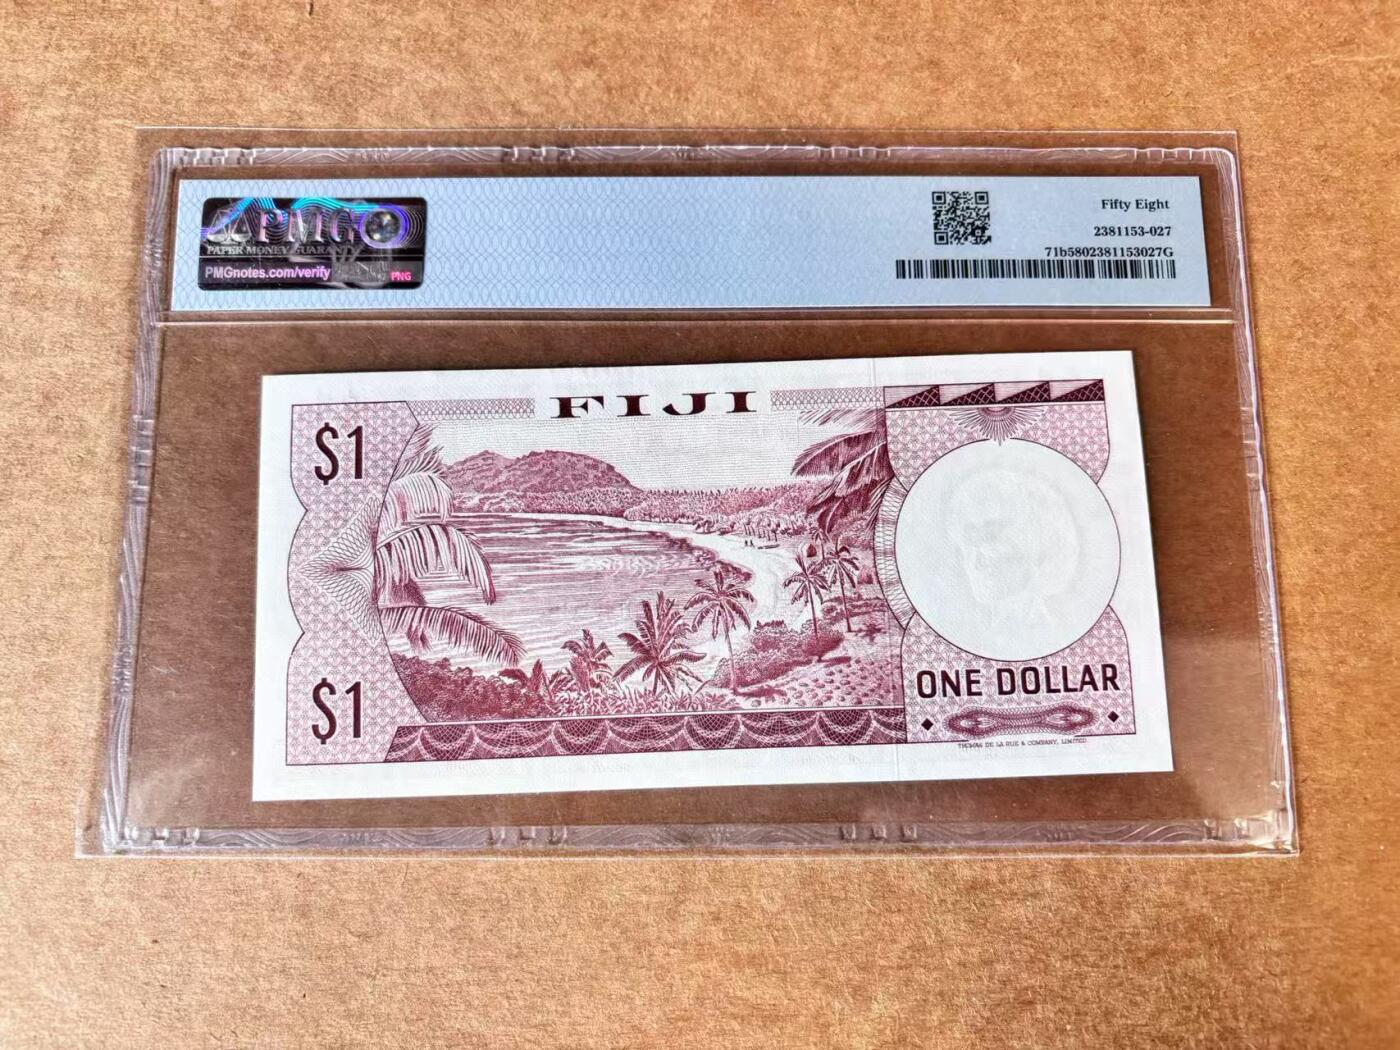 PMG
PAPER MONEY GUARANTY
PMGnotes.com/verify
PNG
Fifty Eight
2381153-027
71b5802381153027G
FIJI
$1
$1
ONE DOLLAR
THOMAS DE LA RUE & COMPANY, LIMITED